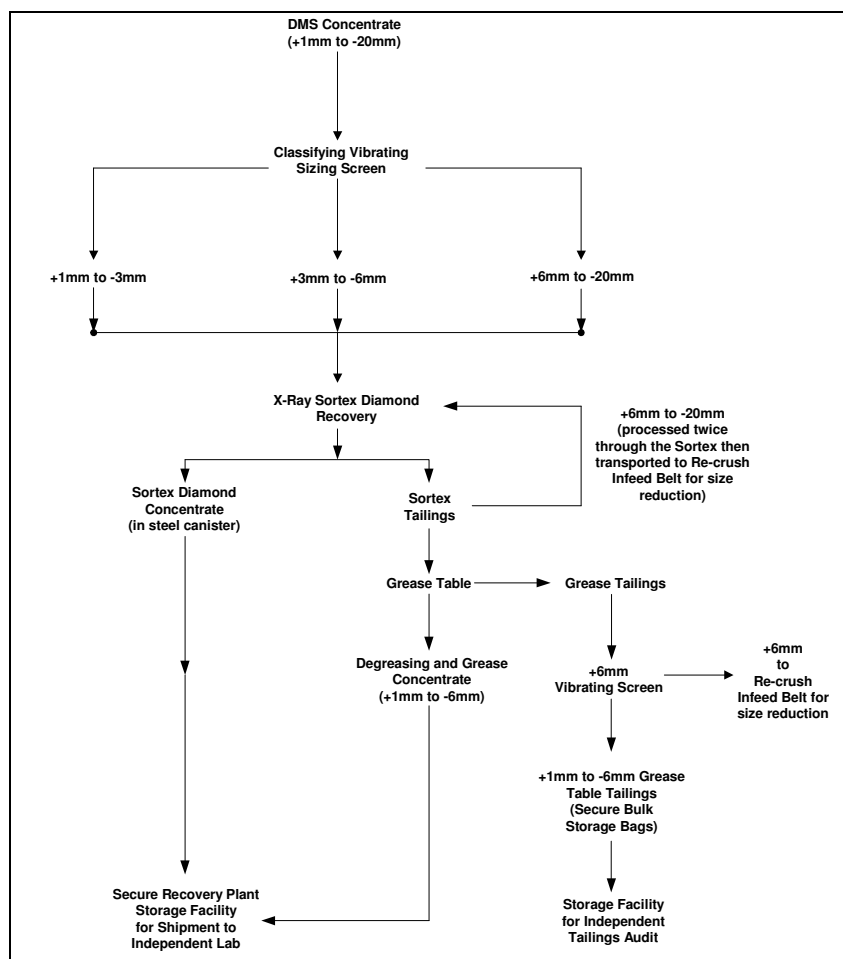 DMS Concentrate
(+1mm to -20mm)
Classifying Vibrating
Sizing Screen
+1mm to -3mm
+3mm to -6mm
+6mm to -20mm
X-Ray Sortex Diamond
Recovery
+6mm to -20mm
(processed twice
through the Sortex then
transported to Re-crush
Infeed Belt for size
reduction)
Sortex Diamond
Concentrate
(in steel canister)
Sortex
Tailings
Grease Table
Grease Tailings
Degreasing and Grease
Concentrate
(+1mm to -6mm)
+6mm
Vibrating Screen
+6mm
to
Re-crush
Infeed Belt for
size reduction
+1mm to -6mm Grease
Table Tailings
(Secure Bulk
Storage Bags)
Secure Recovery Plant
Storage Facility
for Shipment to
Independent Lab
Storage Facility
for Independent
Tailings Audit